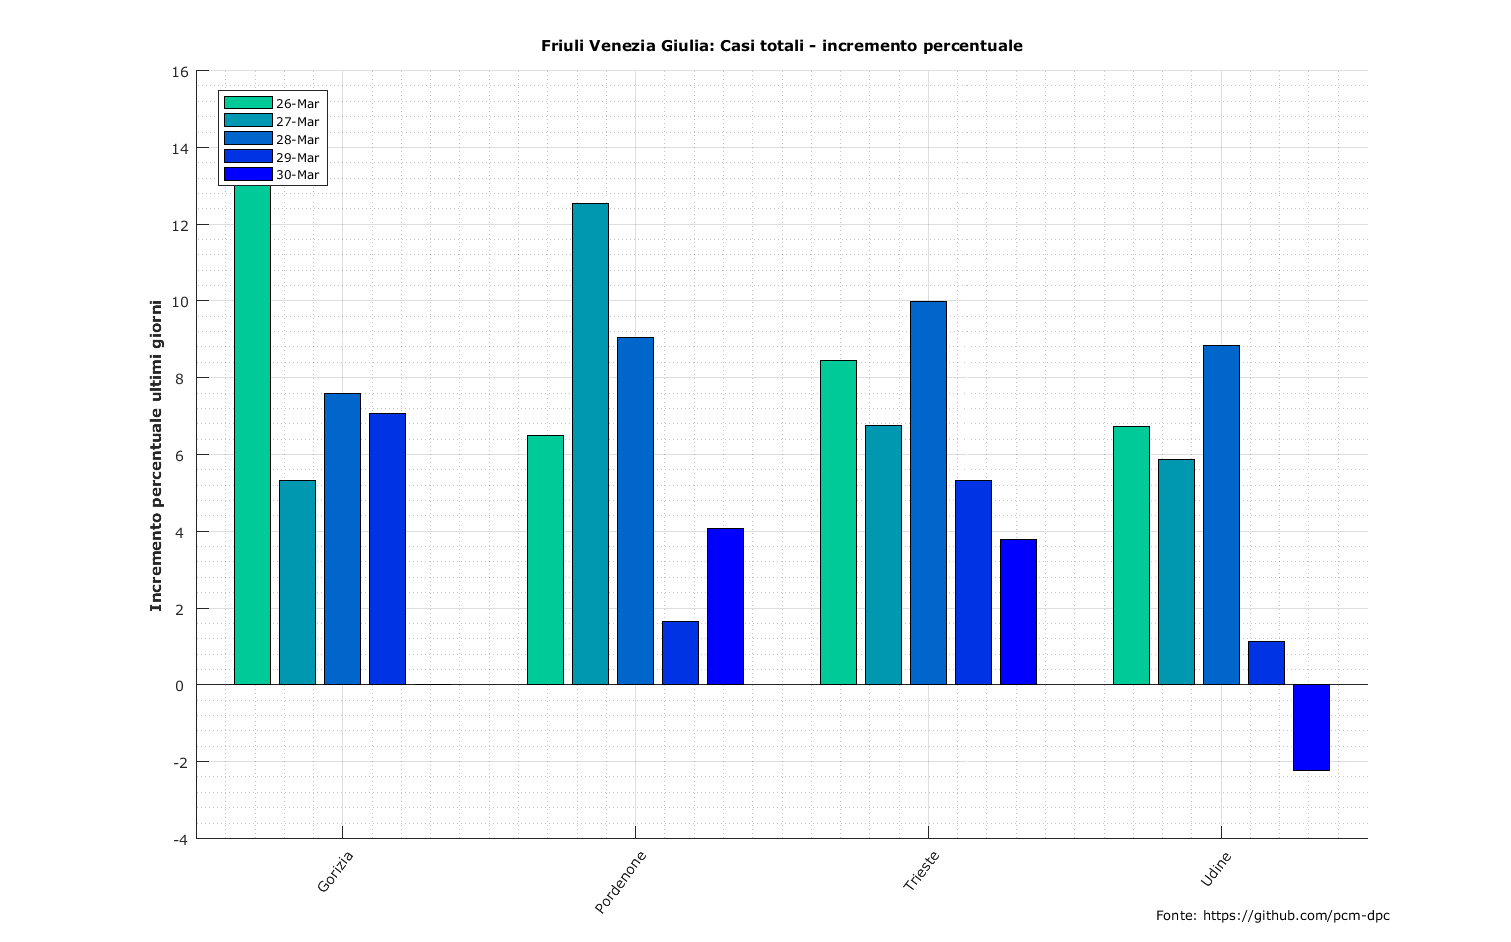 Friuli Venezia Giulia: Casi totali - incremento percentuale
Incremento percentuale ultimi giorni
16
14
12
10
8
6
4
2
0
-2
-4
26-Mar
27-Mar
28-Mar
29-Mar
30-Mar
Gorizia
Pordenone
Trieste
Udine
Fonte: https://github.com/pcm-dpc